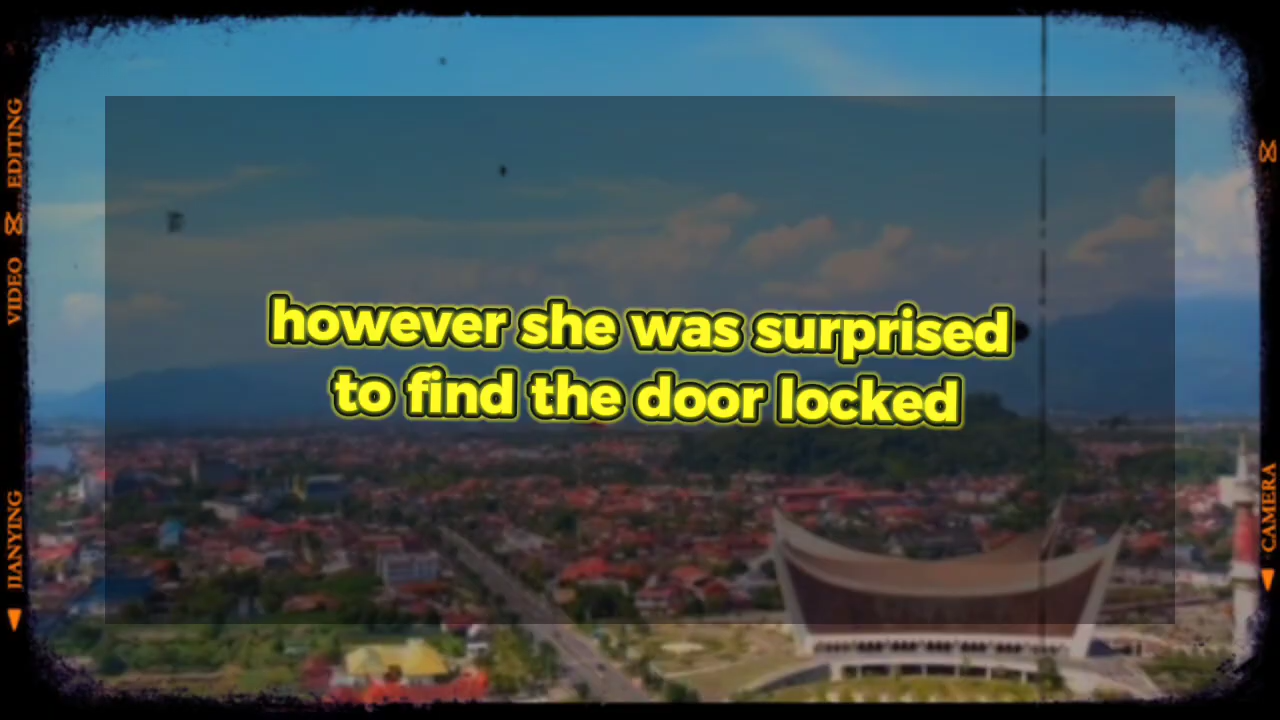 however she was surprised
to find the door locked
VIDEO EDITING
JIANYING
CAMERA